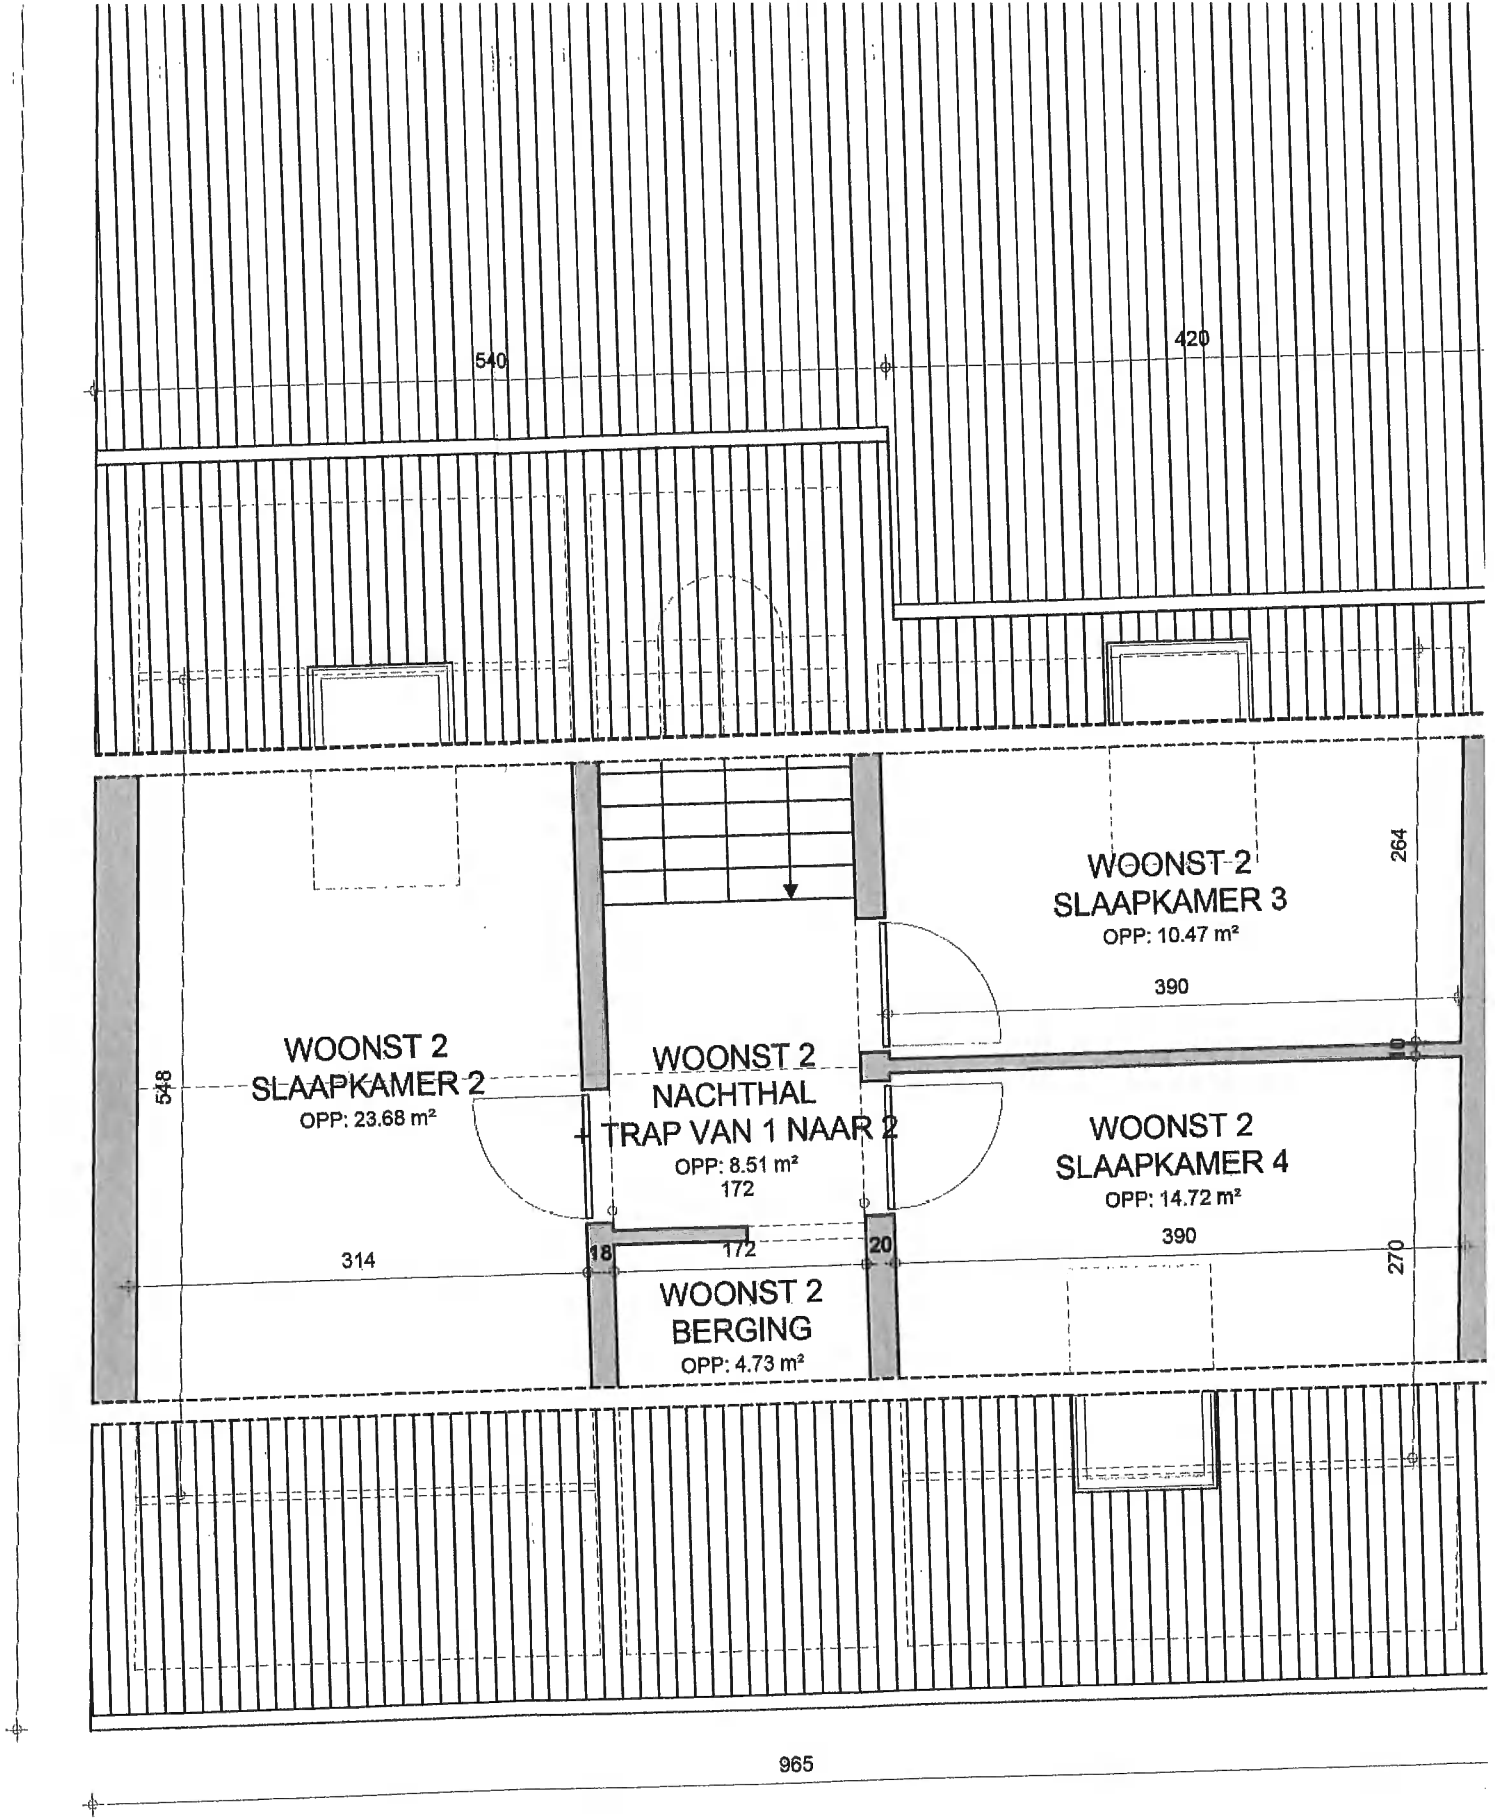 540
420
WOONST 2
SLAAPKAMER 3
OPP: 10.47 m²
264
390
10
WOONST 2
SLAAPKAMER 2
OPP: 23.68 m²
548
WOONST 2
NACHTHAL
+ TRAP VAN 1 NAAR 2
OPP: 8.51 m²
172
WOONST 2
SLAAPKAMER 4
OPP: 14.72 m²
390
270
314
18
172
20
WOONST 2
BERGING
OPP: 4.73 m²
965